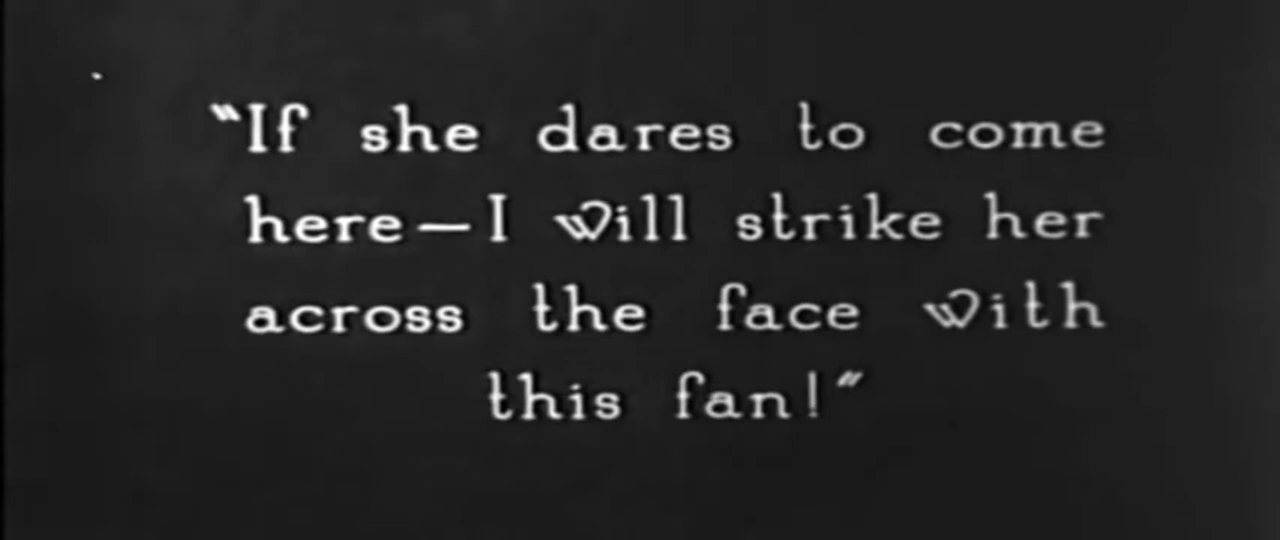 "If she dares to come
here—I will strike her
across the face with
this fan!"